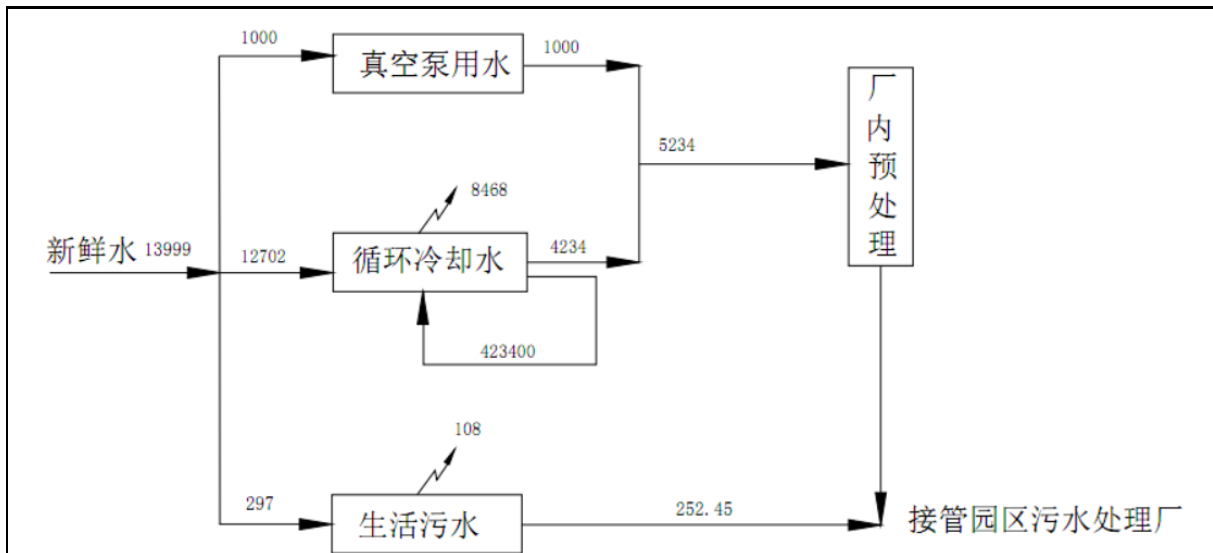 1000
真空泵用水
1000
厂内预处理
5234
8468
新鲜水 13999
12702
循环冷却水
4234
423400
108
297
生活污水
252.45
接管园区污水处理厂